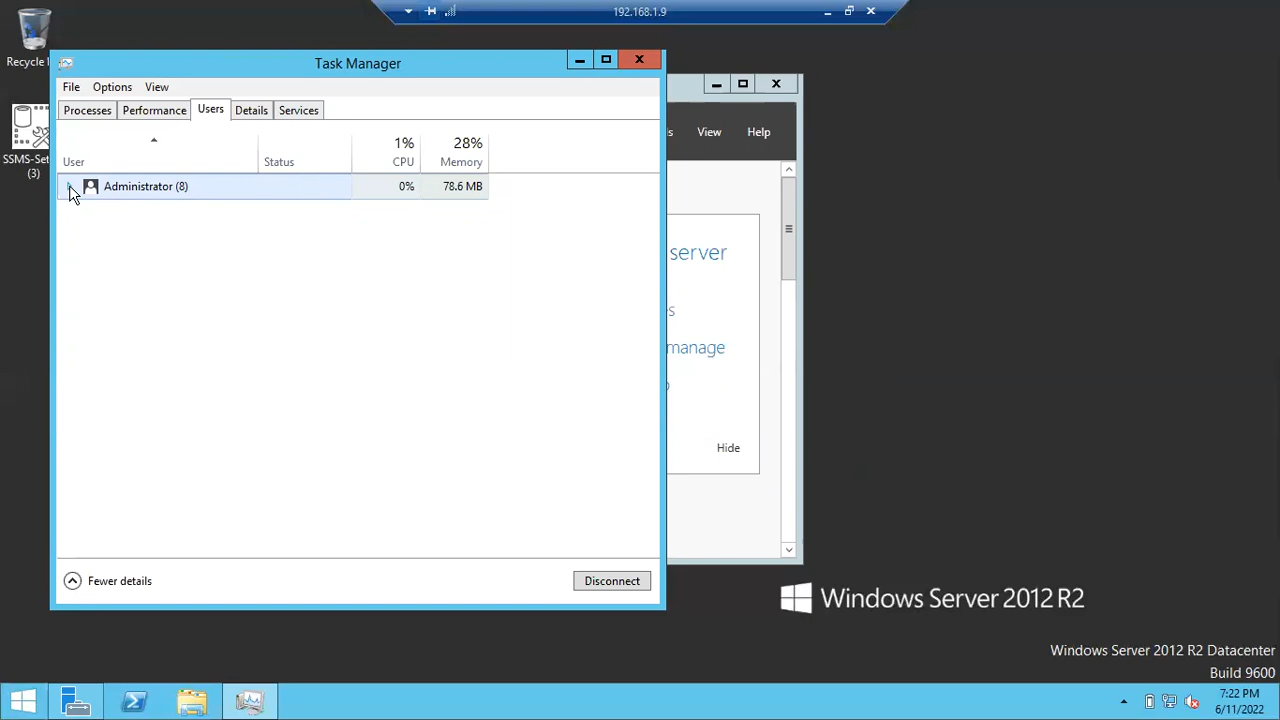 192.168.1.9
Recycle
SSMS-Set
(3)
Task Manager
File Options View
Processes Performance Users Details Services
1% 28%
User Status CPU Memory
Administrator (8) 0% 78.6 MB
Fewer details
Disconnect
View Help
server
manage
Hide
Windows Server 2012 R2
Windows Server 2012 R2 Datacenter
Build 9600
7:22 PM
6/11/2022